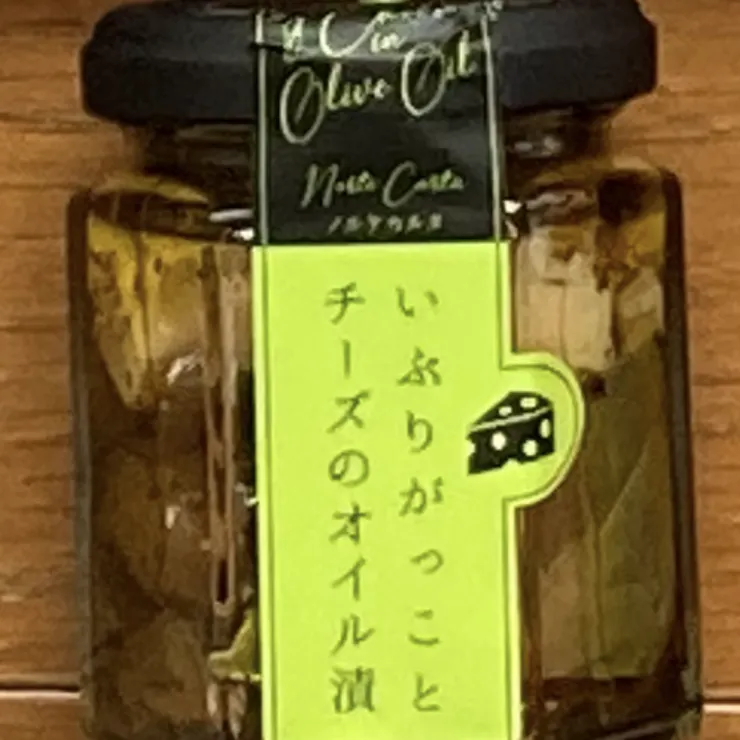 in
Olive Oil
Norte Carta
ノルテカルタ
いぶりがっこと
チーズのオイル漬